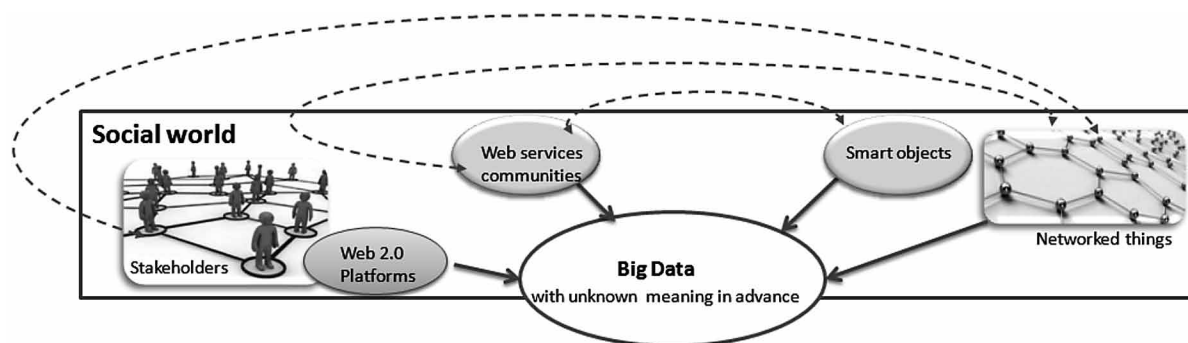 Social world
Web services
communities
Smart objects
Networked things
Stakeholders
Web 2.0
Platforms
Big Data
with unknown meaning in advance